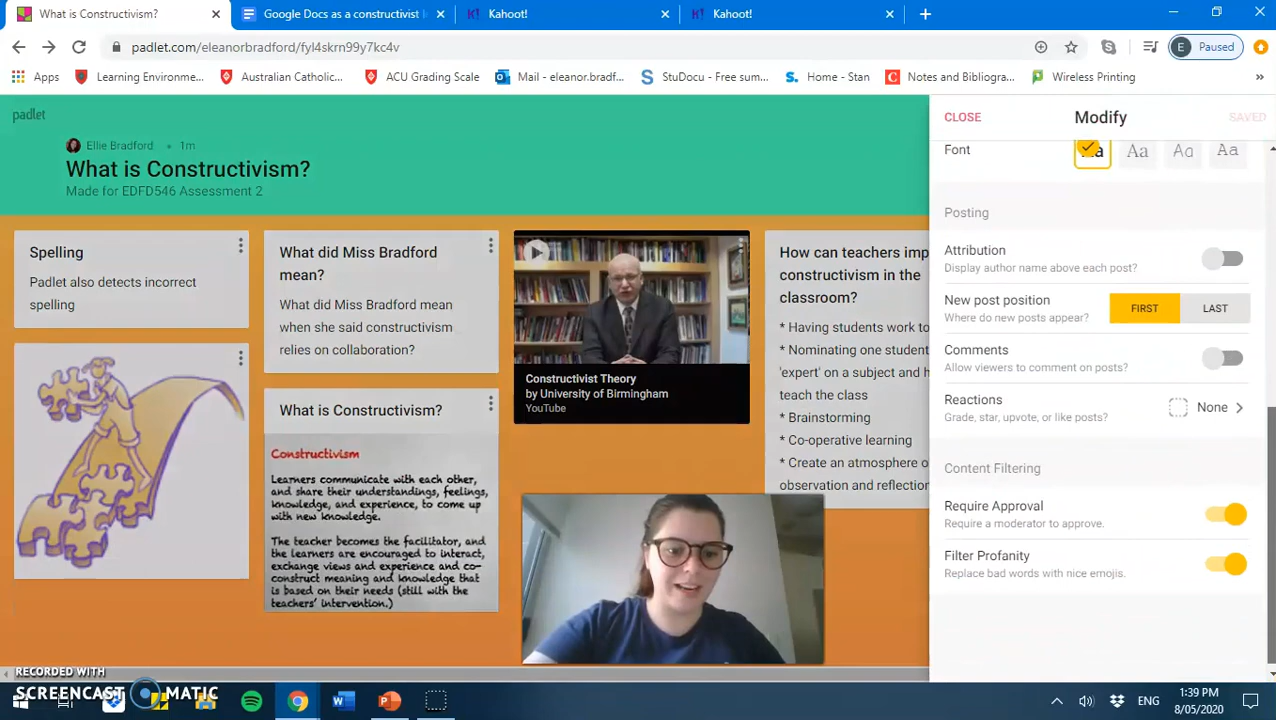 What is Constructivism?
Google Docs as a constructivist
Kahoot!
Kahoot!
padlet.com/eleanorbradford/fyl4skrn99y7kc4v
E Paused
Apps
Learning Environme...
Australian Catholic...
ACU Grading Scale
Mail - eleanor.bradf...
StuDocu - Free sum...
Home - Stan
Notes and Bibliogra...
Wireless Printing
padlet
Ellie Bradford • 1m
What is Constructivism?
Made for EDFD546 Assessment 2
Spelling
Padlet also detects incorrect
spelling
What did Miss Bradford
mean?
What did Miss Bradford mean
when she said constructivism
relies on collaboration?
What is Constructivism?
Constructivism
Learners communicate with each other,
and share their understandings, feelings,
knowledge, and experience, to come up
with new knowledge.
The teacher becomes the facilitator, and
the learners are encouraged to interact,
exchange views and experience and co-
construct meaning and knowledge that
is based on their needs (still with the
teachers' intervention.)
Constructivist Theory
by University of Birmingham
YouTube
How can teachers imp
constructivism in the
classroom?
* Having students work to
* Nominating one student
'expert' on a subject and h
teach the class
* Brainstorming
* Co-operative learning
* Create an atmosphere o
observation and reflection
CLOSE
Modify
SAVED
Font
Aa
Aa
Aa
Aa
Posting
Attribution
Display author name above each post?
New post position
Where do new posts appear?
FIRST
LAST
Comments
Allow viewers to comment on posts?
Reactions
Grade, star, upvote, or like posts?
None
Content Filtering
Require Approval
Require a moderator to approve.
Filter Profanity
Replace bad words with nice emojis.
RECORDED WITH
SCREENCAST MATIC
ENG
1:39 PM
8/05/2020